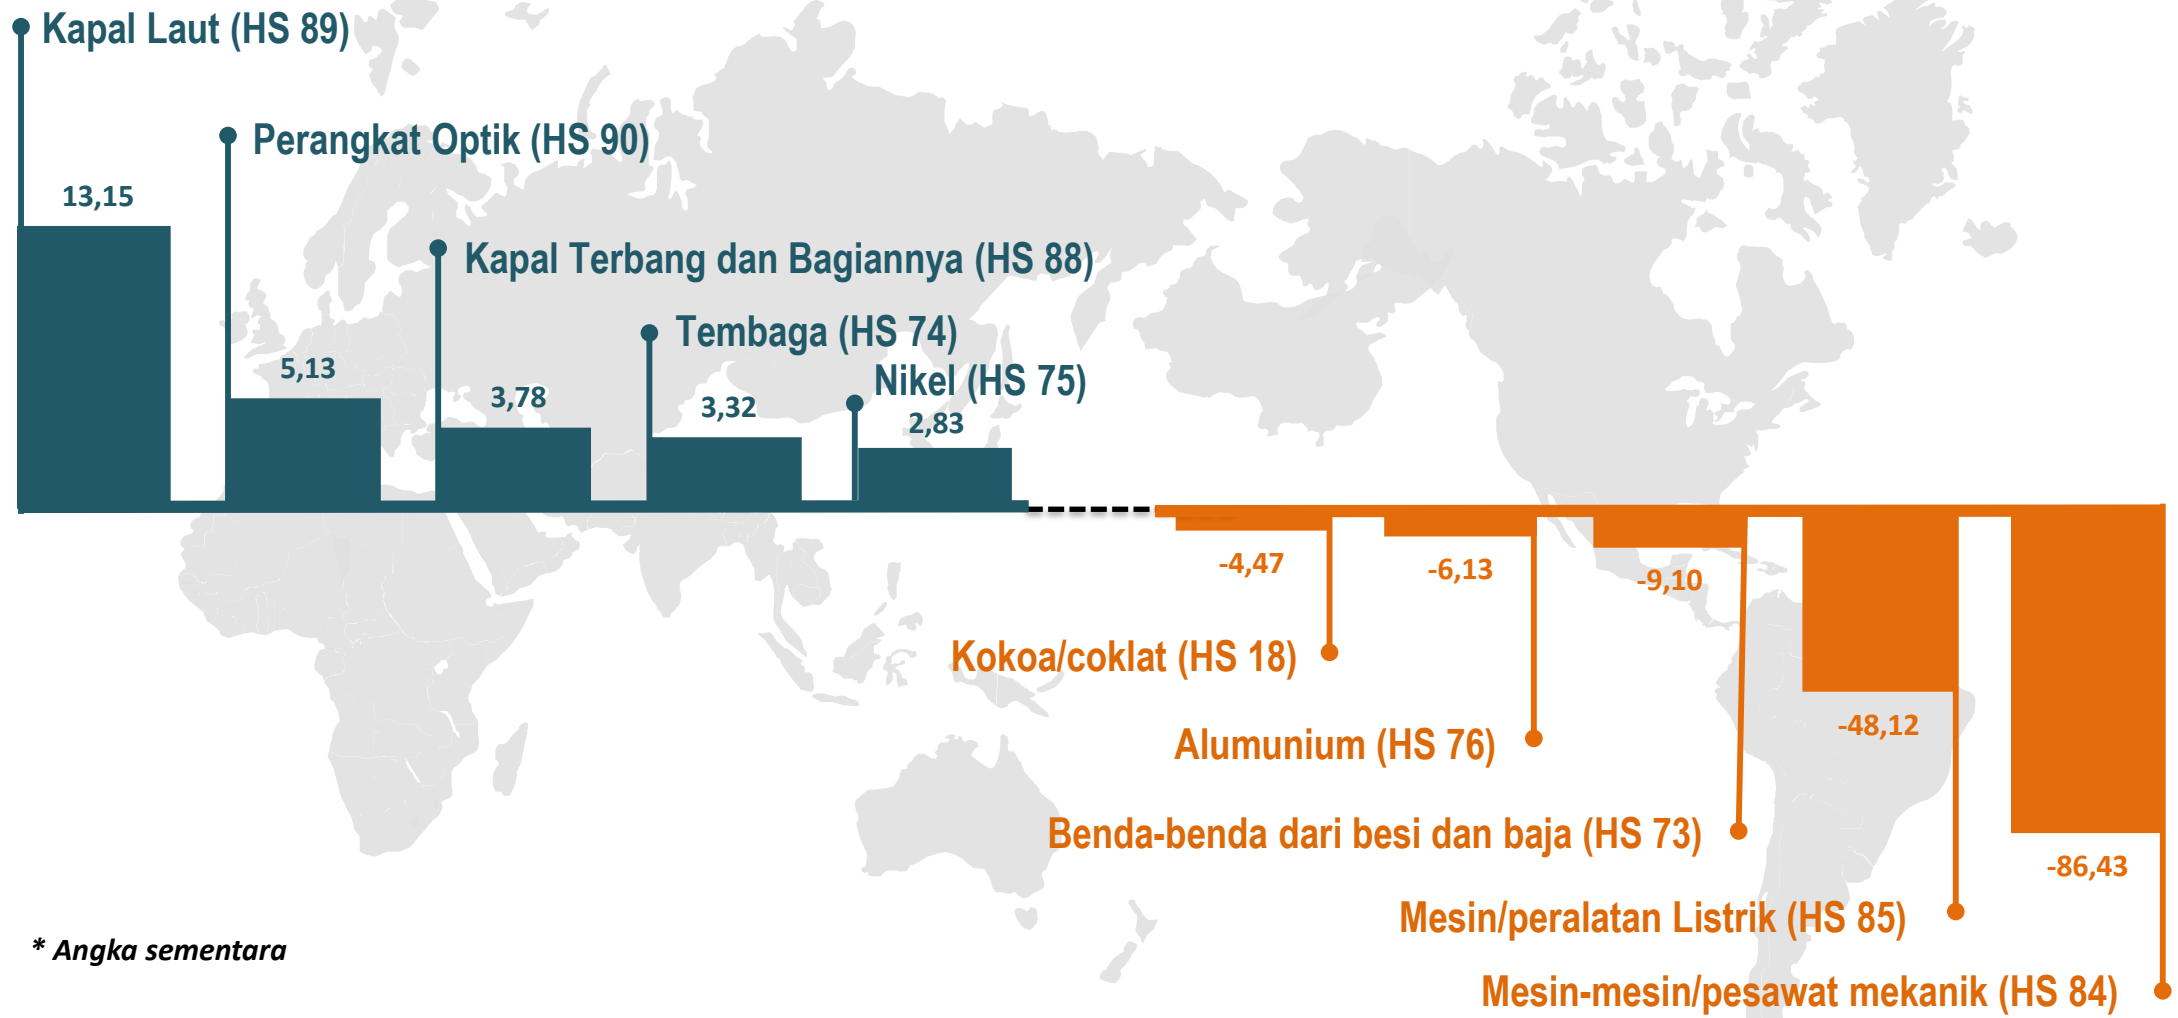 Kapal Laut (HS 89)
13,15
Perangkat Optik (HS 90)
5,13
Kapal Terbang dan Bagiannya (HS 88)
3,78
Tembaga (HS 74)
3,32
Nikel (HS 75)
2,83
-4,47
Kokoa/coklat (HS 18)
-6,13
Alumunium (HS 76)
-9,10
Benda-benda dari besi dan baja (HS 73)
-48,12
Mesin/peralatan Listrik (HS 85)
-86,43
Mesin-mesin/pesawat mekanik (HS 84)
* Angka sementara